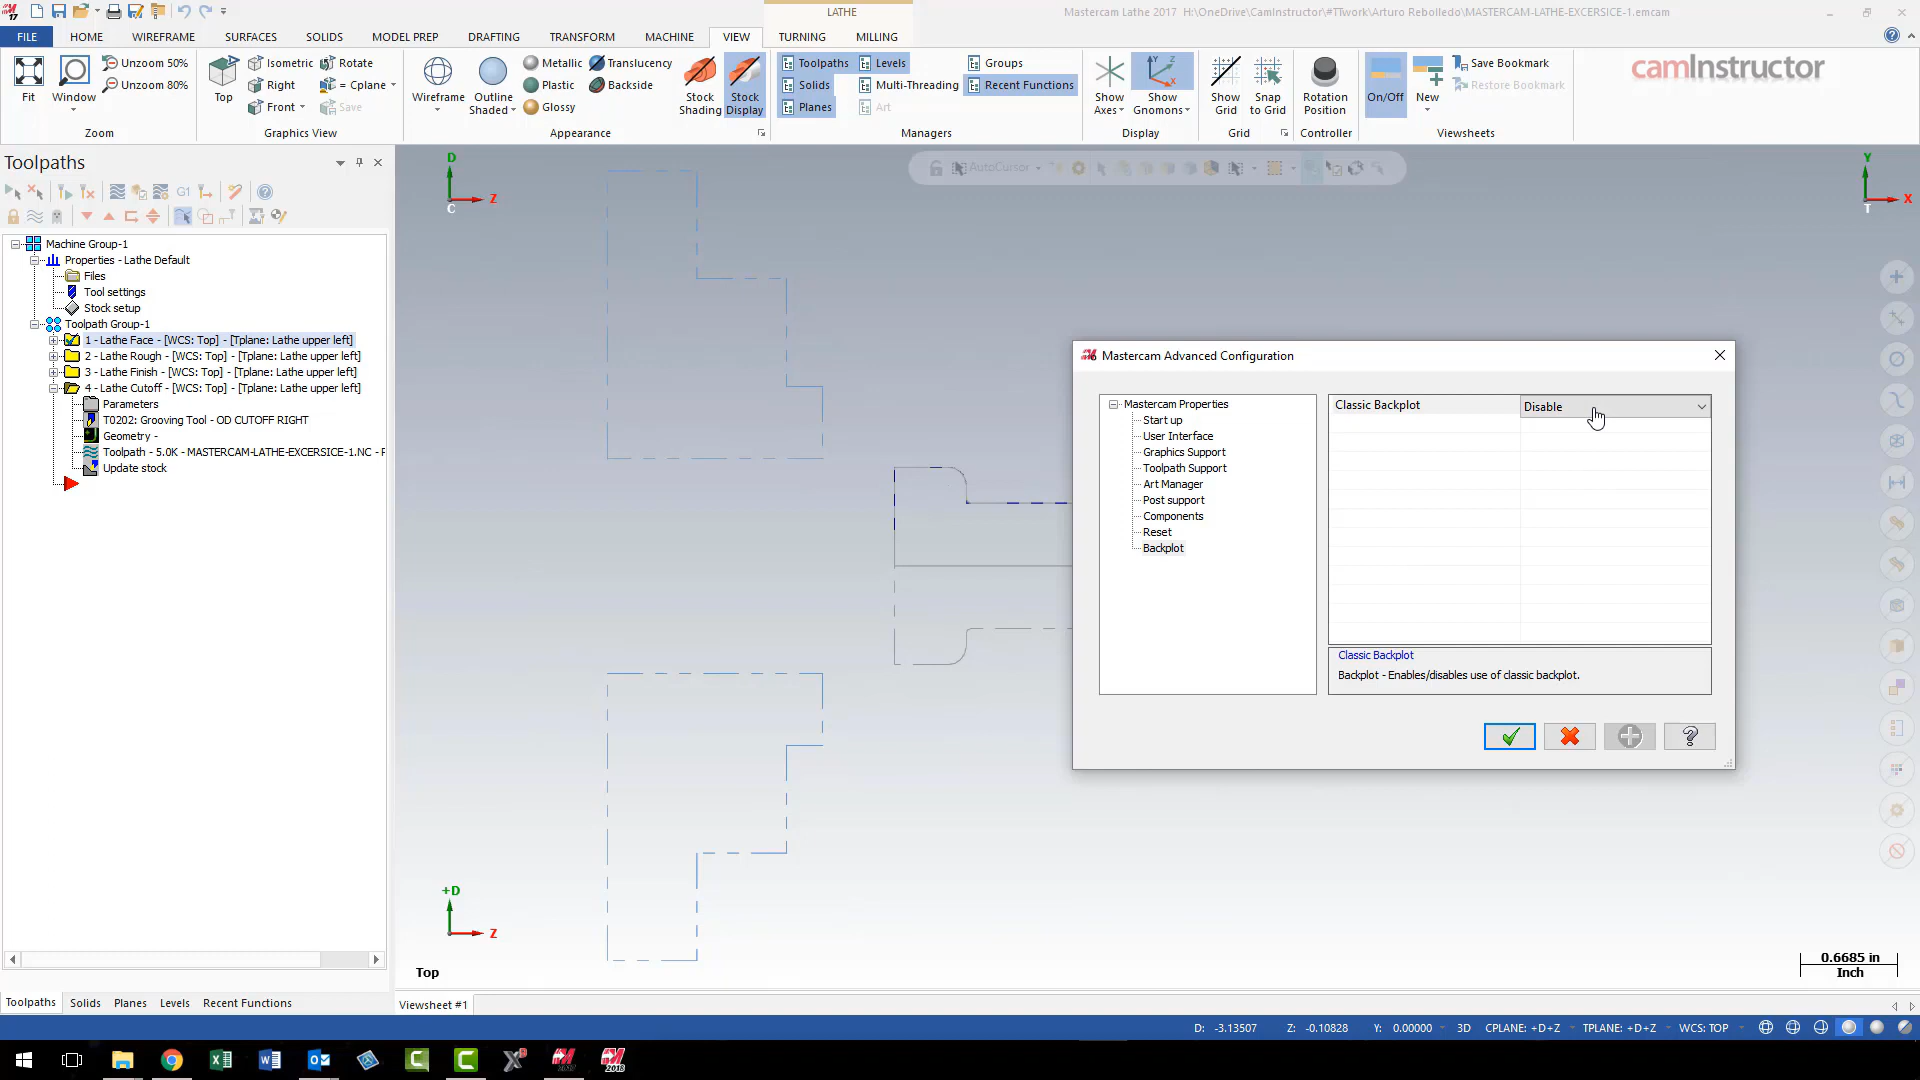 LATHE
Mastercam Lathe 2017 H:\OneDrive\CamInstructor\#TTwork\Arturo Rebolledo\MASTERCAM-LATHE-EXCERSICE-1.emcam
FILE HOME WIREFRAME SURFACES SOLIDS MODEL PREP DRAFTING TRANSFORM MACHINE VIEW TURNING MILLING
Fit
Window
Unzoom 50%
Unzoom 80%
Zoom
Top
Isometric
Right
Front
Rotate
= Cplane
Save
Graphics View
Wireframe
Outline
Shaded
Metallic
Plastic
Glossy
Translucency
Backside
Stock
Shading
Stock
Display
Appearance
Toolpaths
Solids
Planes
Levels
Multi-Threading
Art
Groups
Recent Functions
Managers
Show
Axes
Show
Gnomons
Display
Show
Grid
Snap
to Grid
Grid
Rotation
Position
Controller
On/Off
New
Save Bookmark
Restore Bookmark
Viewsheets
camInstructor
Toolpaths
G1
Machine Group-1
Properties - Lathe Default
Files
Tool settings
Stock setup
Toolpath Group-1
1 - Lathe Face - [WCS: Top] - [Tplane: Lathe upper left]
2 - Lathe Rough - [WCS: Top] - [Tplane: Lathe upper left]
3 - Lathe Finish - [WCS: Top] - [Tplane: Lathe upper left]
4 - Lathe Cutoff - [WCS: Top] - [Tplane: Lathe upper left]
Parameters
T0202: Grooving Tool - OD CUTOFF RIGHT
Geometry -
Toolpath - 5.0K - MASTERCAM-LATHE-EXCERSICE-1.NC - P
Update stock
D
Z
C
AutoCursor
Y
X
T
Mastercam Advanced Configuration
Mastercam Properties
Start up
User Interface
Graphics Support
Toolpath Support
Art Manager
Post support
Components
Reset
Backplot
Classic Backplot
Disable
Classic Backplot
Backplot - Enables/disables use of classic backplot.
+D
Z
Top
0.6685 in
Inch
Toolpaths Solids Planes Levels Recent Functions
Viewsheet #1
D: -3.13507 Z: -0.10828 Y: 0.00000 3D CPLANE: +D+Z TPLANE: +D+Z WCS: TOP
2017
2018